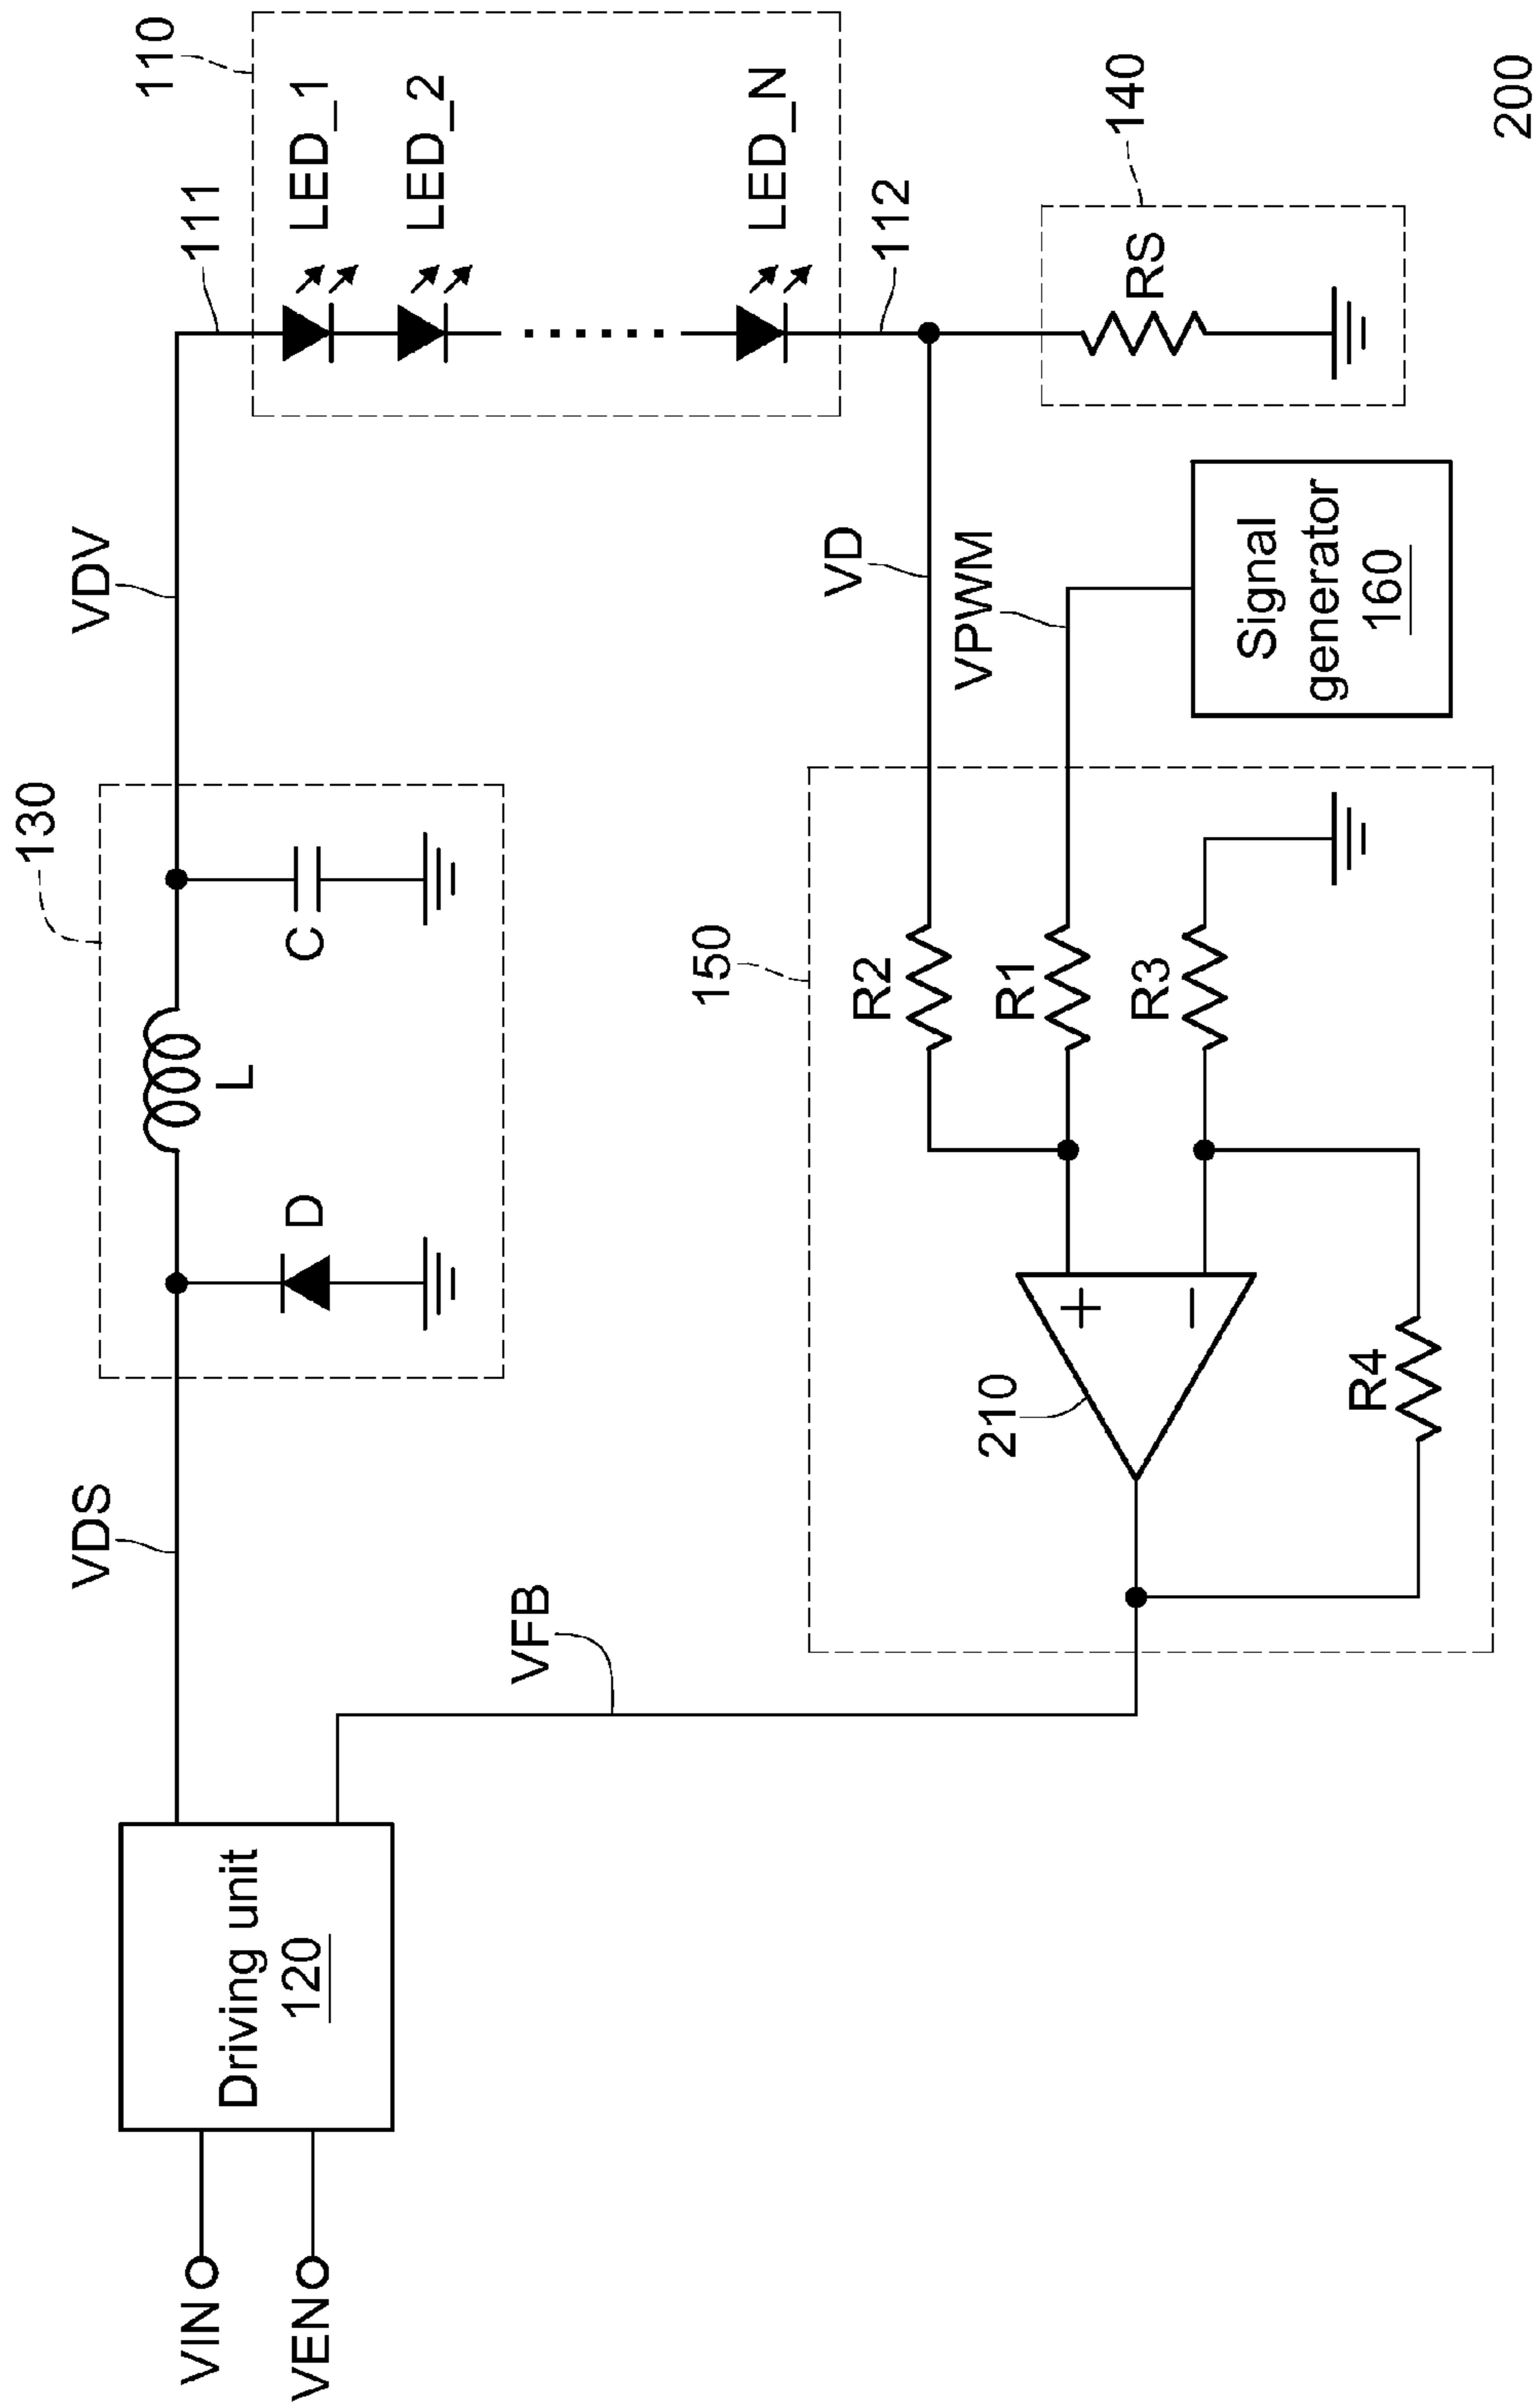 130
VDS
L
D
C
VDV
111
110
LED_1
LED_2
LED_N
112
VIN
VEN
Driving unit
120
VFB
150
210
R2
R1
R3
R4
VD
VPWM
Signal
generator
160
140
RS
200